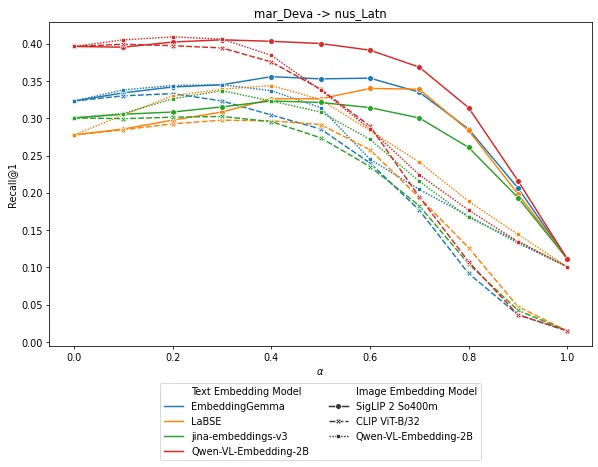 mar_Deva -> nus_Latn
Recall@1
0.40
0.35
0.30
0.25
0.20
0.15
0.10
0.05
0.00
0.0 0.2 0.4 0.6 0.8 1.0
α
Text Embedding Model
EmbeddingGemma
LaBSE
jina-embeddings-v3
Qwen-VL-Embedding-2B
Image Embedding Model
SigLIP 2 So400m
CLIP ViT-B/32
Qwen-VL-Embedding-2B